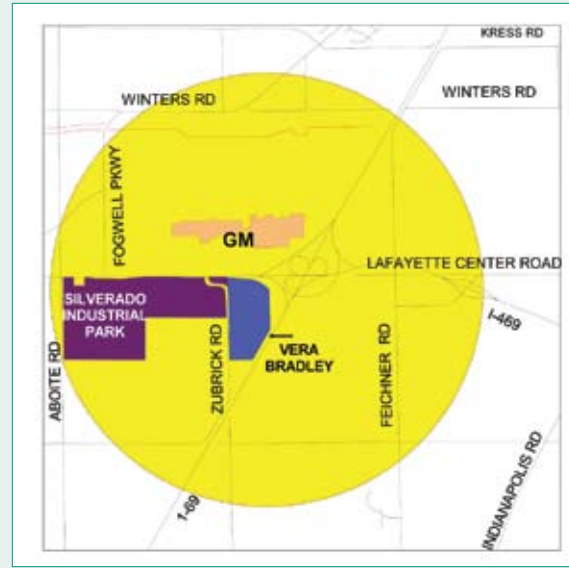 KRESS RD
WINTERS RD
WINTERS RD
FOGWELL PKWY
GM
LAFAYETTE CENTER ROAD
SILVERADO
INDUSTRIAL
PARK
I-469
VERA
BRADLEY
ABOITE RD
ZUBRICK RD
FEICHNER RD
1-69
INDIANAPOLIS RD